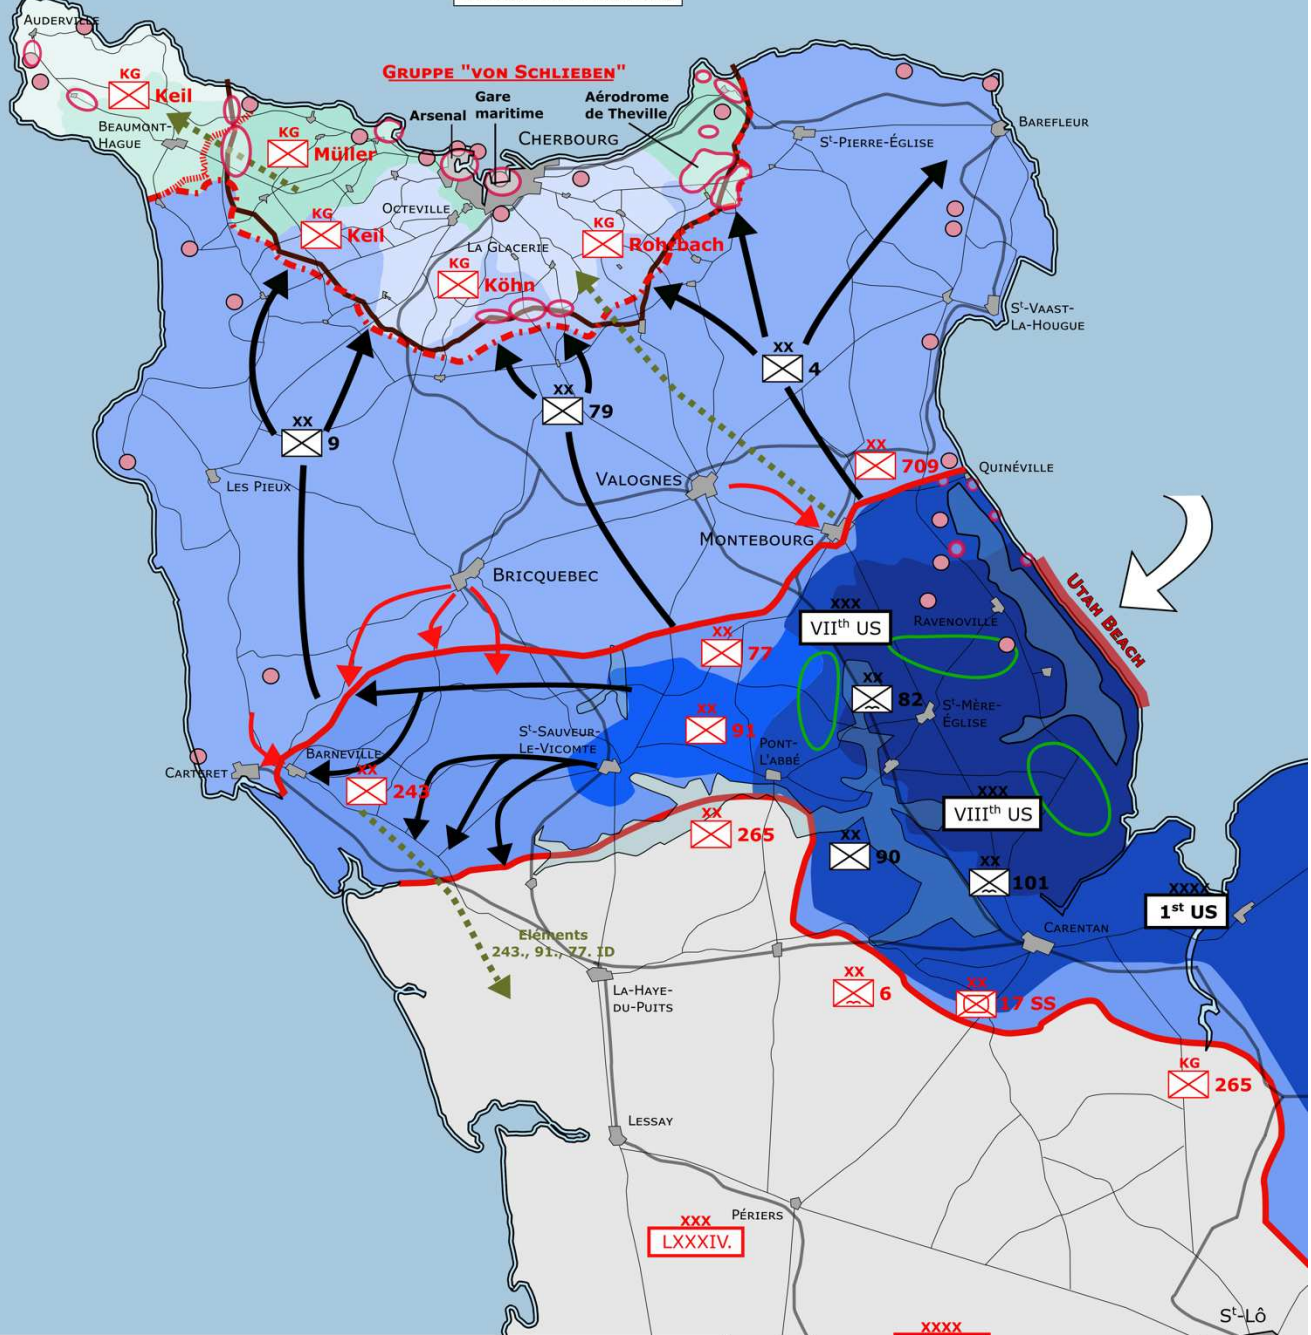 AUDERVILLE
KG
Keil
BEAUMONT-
HAGUE
KG
Müller
GRUPPE "VON SCHLIEBEN"
Arsenal
Gare
maritime
Aérodrome
de Theville
CHERBOURG
OCTEVILLE
KG
Keil
LA GLACERIE
KG
Rohrbach
KG
Köhn
BAREFLEUR
Sᵗ-PIERRE-ÉGLISE
Sᵗ-VAAST-
LA-HOUGUE
XX
4
XX
79
XX
9
LES PIEUX
VALOGNES
XX
709
QUINÉVILLE
MONTEBOURG
BRICQUEBEC
UTAH BEACH
XXX
VIIᵗʰ US
RAVENOVILLE
XX
77
XX
82
Sᵗ-MÈRE-
ÉGLISE
XX
91
Sᵗ-SAUVEUR-
LE-VICOMTE
PONT-
L'ABBÉ
BARNEVILLE
CARTERET
XX
243
XXX
VIIIᵗʰ US
XX
265
XX
90
XX
101
XXXX
1ˢᵗ US
CARENTAN
Eléments
243., 91., 77. ID
LA-HAYE-
DU-PUITS
XX
6
XX
17 SS
KG
265
LESSAY
PÉRIERS
XXX
LXXXIV.
Sᵗ-LÔ
XXXX